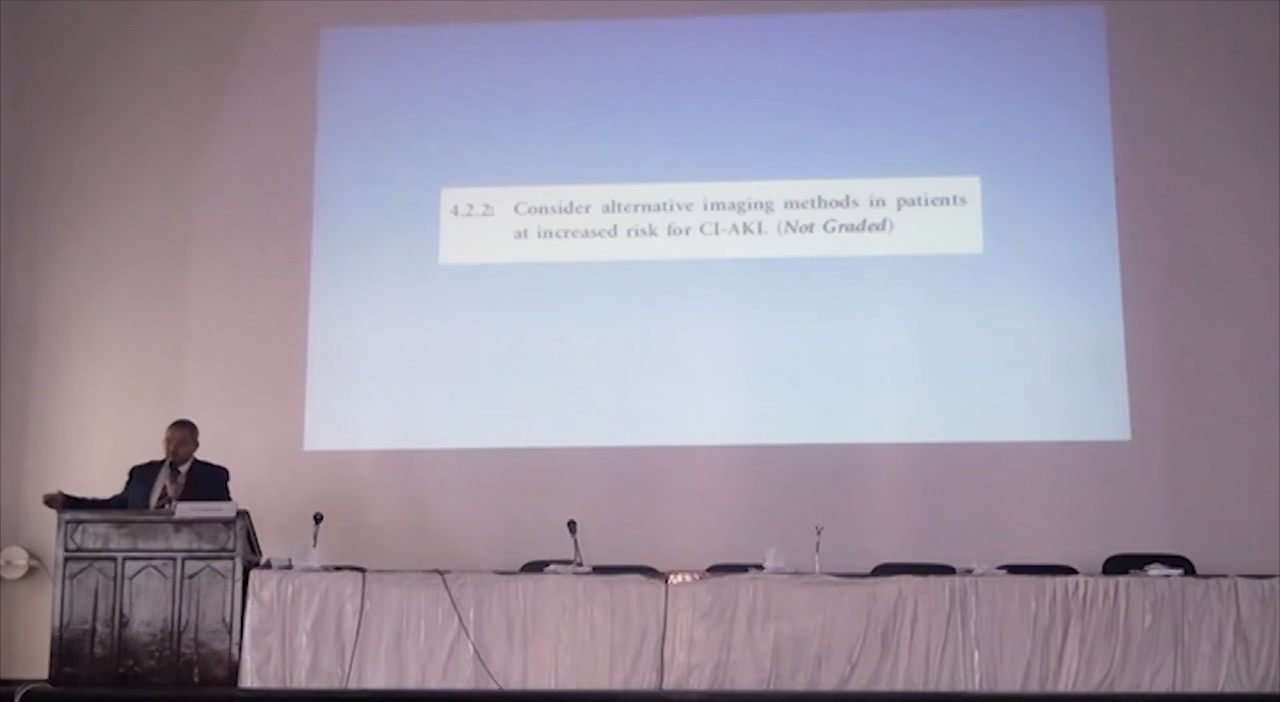 4.2.2: Consider alternative imaging methods in patients
at increased risk for CI-AKI. (Not Graded)